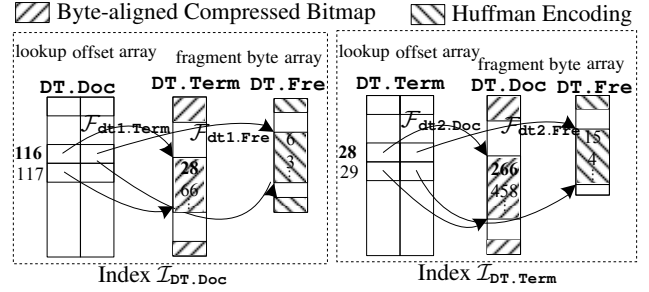 Byte-aligned Compressed Bitmap
Huffman Encoding
lookup offset array
fragment byte array
DT.Doc
DT.Term
DT.Fre
ℱdt1.Term
ℱdt1.Fre
116
117
28
66
⋮
6
3
⋮
Index ℐDT.Doc
lookup offset array
fragment byte array
DT.Term
DT.Doc
DT.Fre
ℱdt2.Doc
ℱdt2.Fre
28
29
266
458
⋮
15
4
⋮
Index ℐDT.Term